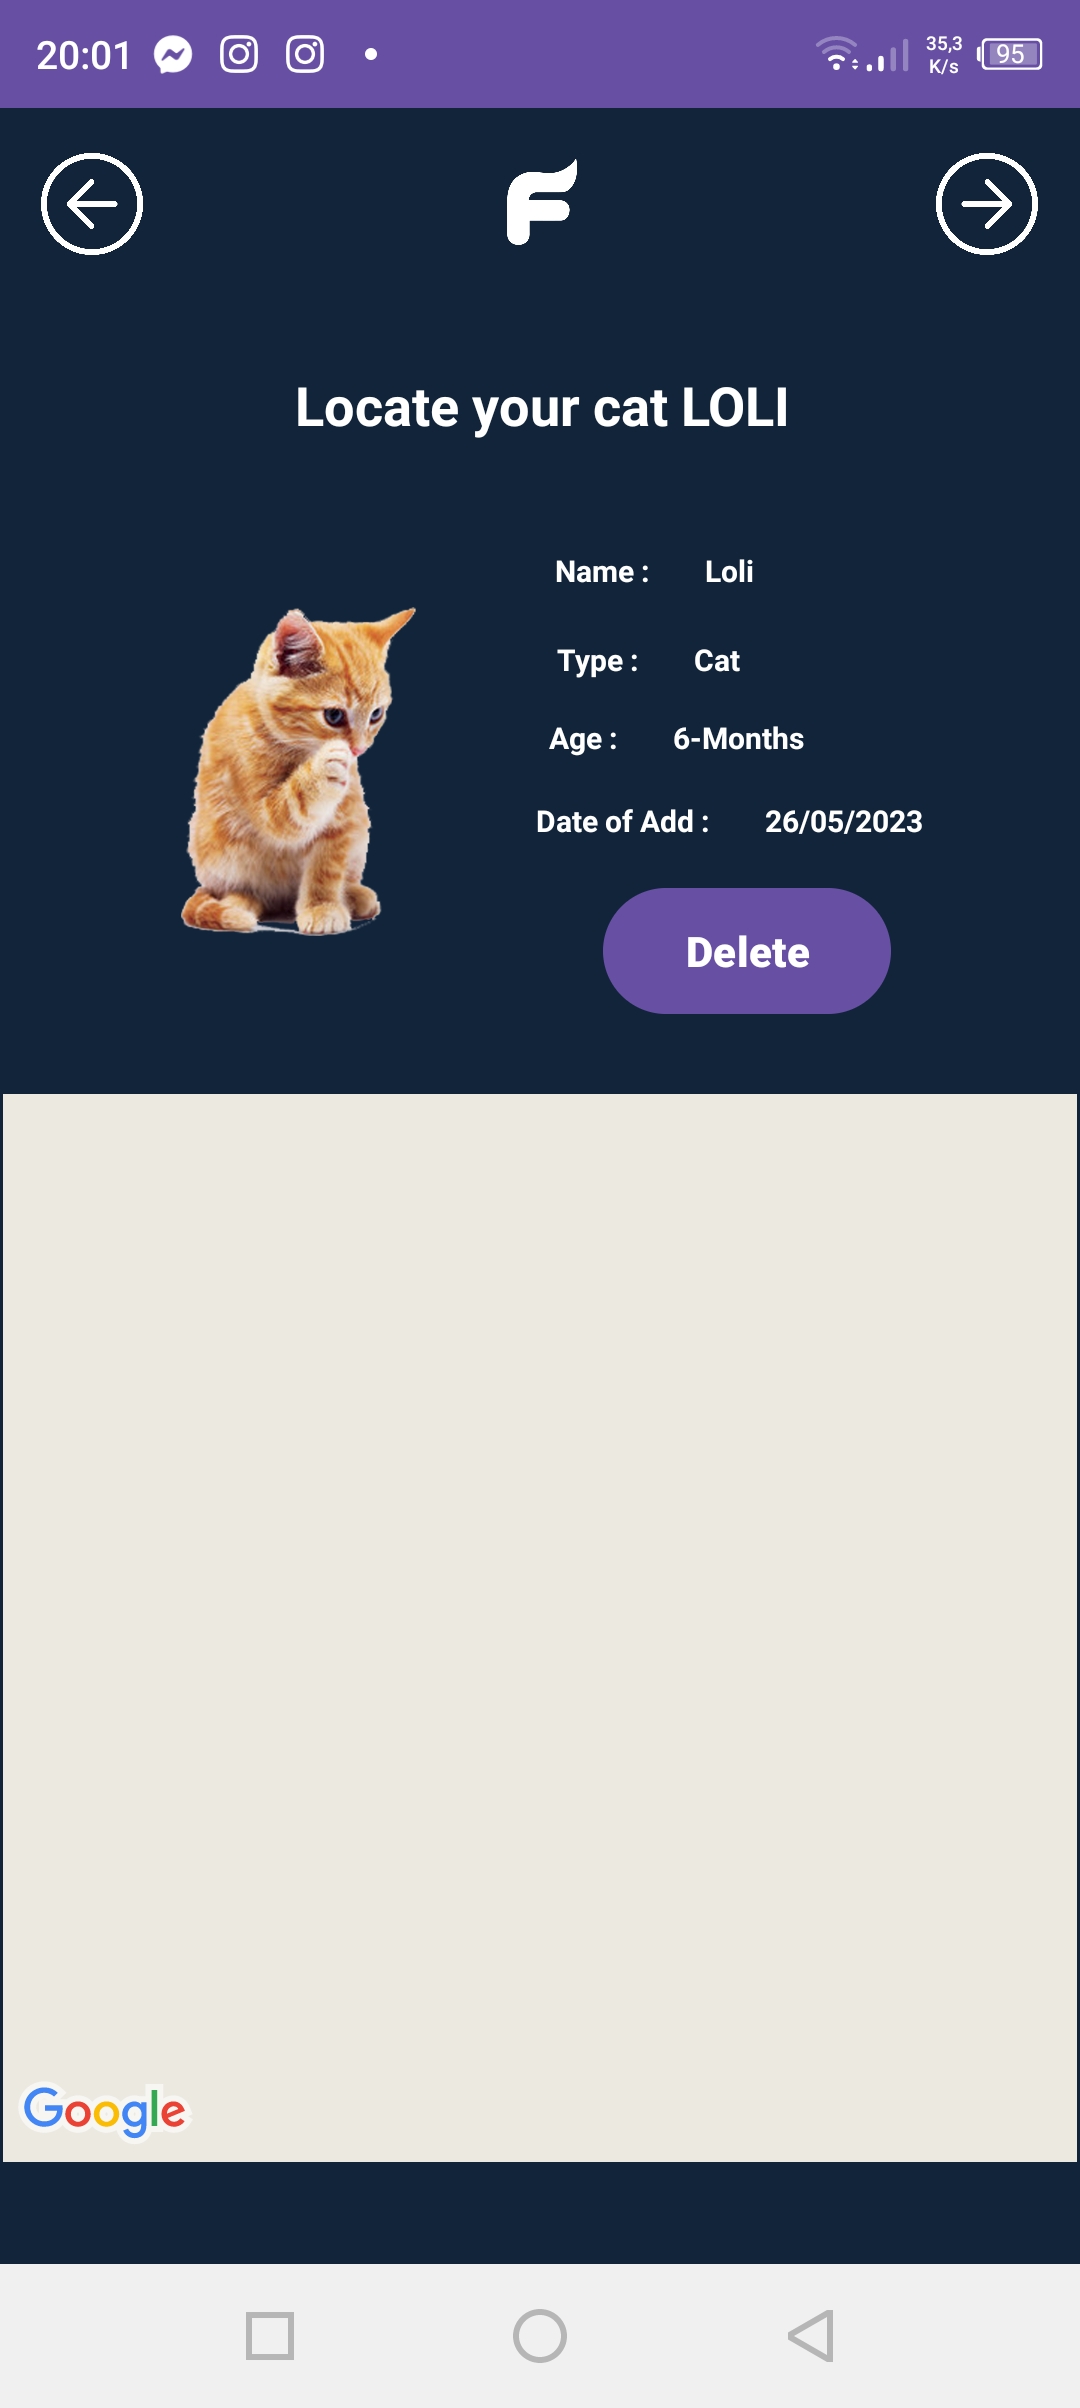 20:01
35,3
K/s
95
F
Locate your cat LOLI
Name : Loli
Type : Cat
Age : 6-Months
Date of Add : 26/05/2023
Delete
Google